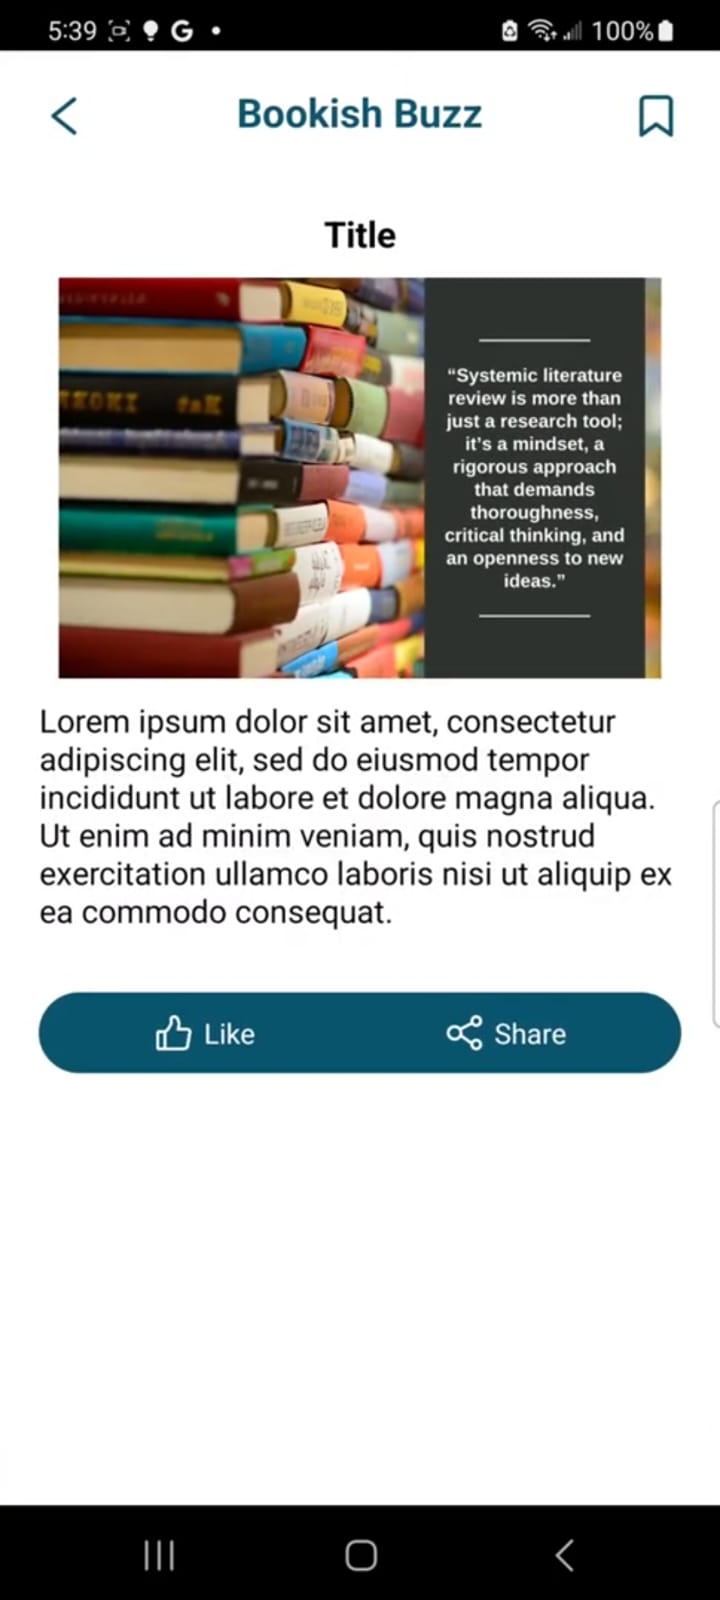 5:39
100%
Bookish Buzz
Title
“Systemic literature
review is more than
just a research tool;
it's a mindset, a
rigorous approach
that demands
thoroughness,
critical thinking, and
an openness to new
ideas.”
Lorem ipsum dolor sit amet, consectetur
adipiscing elit, sed do eiusmod tempor
incididunt ut labore et dolore magna aliqua.
Ut enim ad minim veniam, quis nostrud
exercitation ullamco laboris nisi ut aliquip ex
ea commodo consequat.
Like
Share